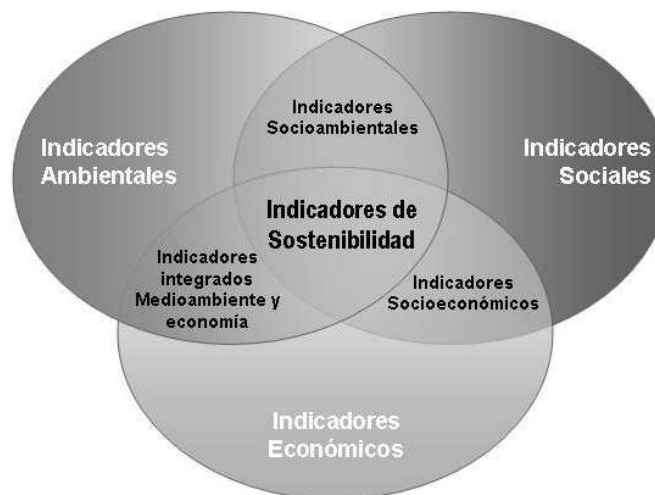 Indicadores
Socioambientales
Indicadores
Ambientales
Indicadores
Sociales
Indicadores de
Sostenibilidad
Indicadores
integrados
Medioambiente y
economía
Indicadores
Socioeconómicos
Indicadores
Económicos